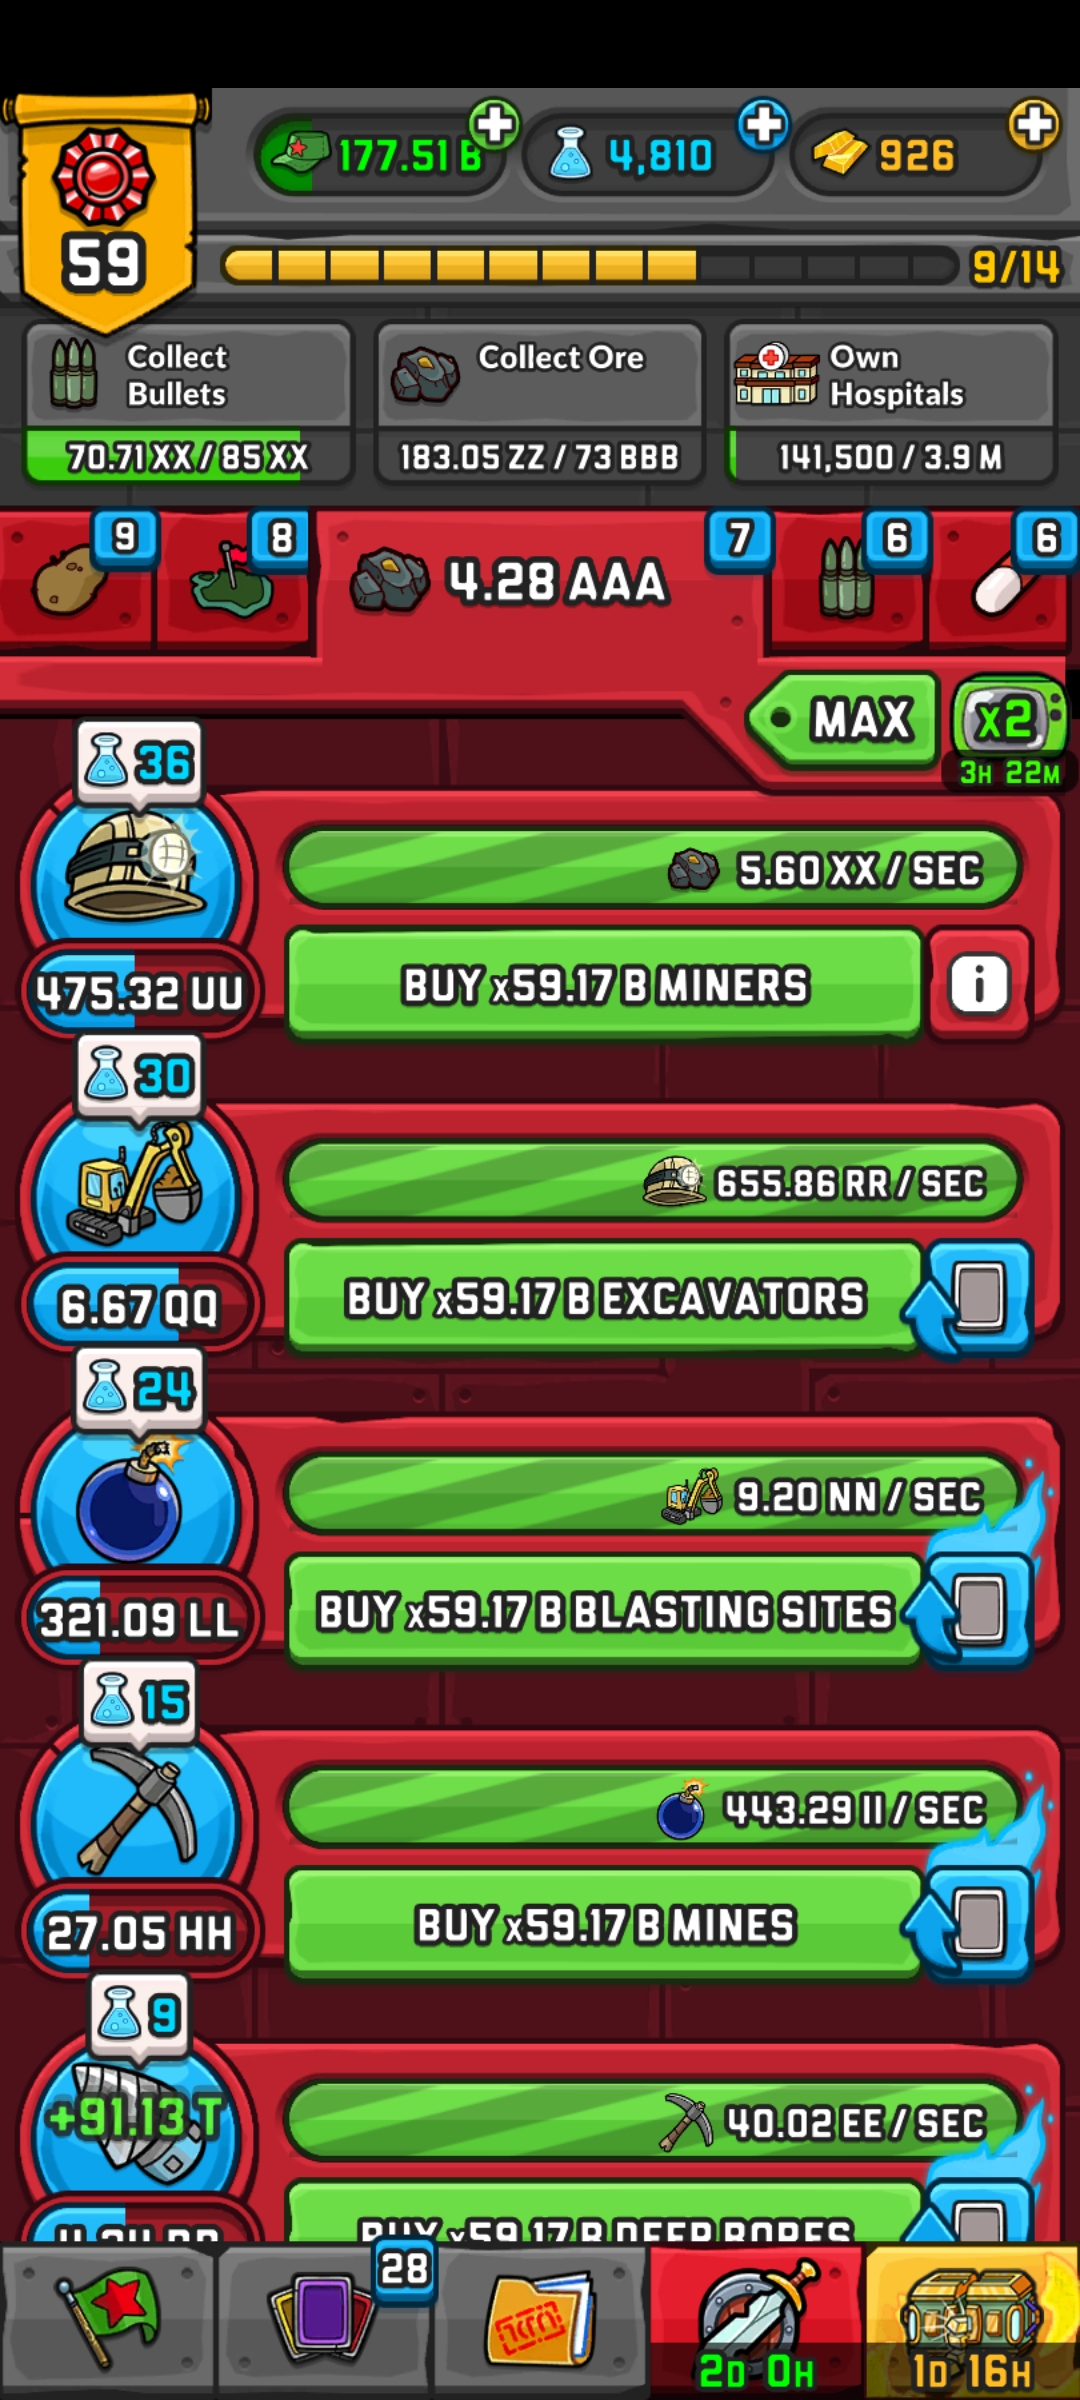 177.51 B
4,810
926
59
9/14
Collect
Bullets
Collect Ore
Own
Hospitals
70.71 XX / 85 XX
183.05 ZZ / 73 BBB
141,500 / 3.9 M
9
8
4.28 AAA
7
6
6
MAX
x2
3H 22M
36
5.60 XX / SEC
475.32 UU
BUY x59.17 B MINERS
i
30
655.86 RR / SEC
6.67 QQ
BUY x59.17 B EXCAVATORS
24
9.20 NN / SEC
321.09 LL
BUY x59.17 B BLASTING SITES
15
443.29 II / SEC
27.05 HH
BUY x59.17 B MINES
9
+91.13 T
40.02 EE / SEC
BUY x59.17 B DEEP BORES
28
2D 0H
1D 16H